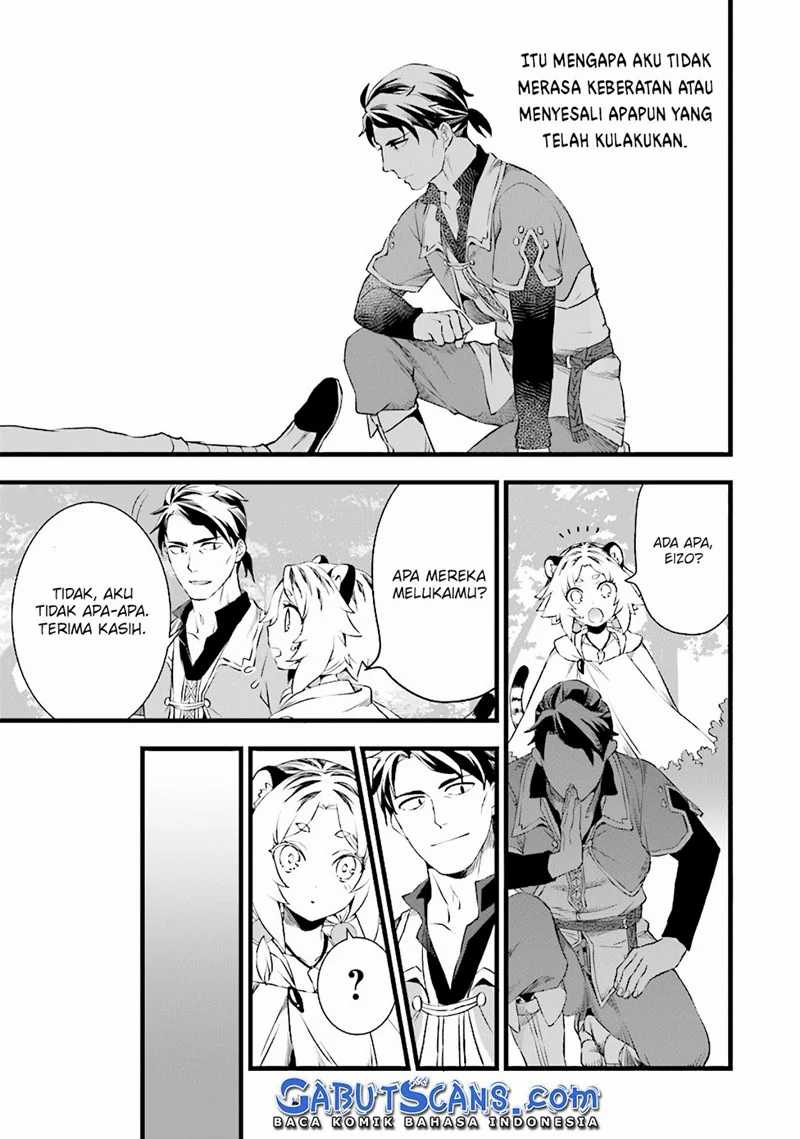 ITU MENGAPA AKU TIDAK
MERASA KEBERATAN ATAU
MENYESALI APAPUN YANG
TELAH KULAKUKAN.
ADA APA,
EIZO?
APA MEREKA
MELUKAIMU?
TIDAK, AKU
TIDAK APA-APA.
TERIMA KASIH.
?
GABUTSCANS.COM
BACA KOMIK BAHASA INDONESIA